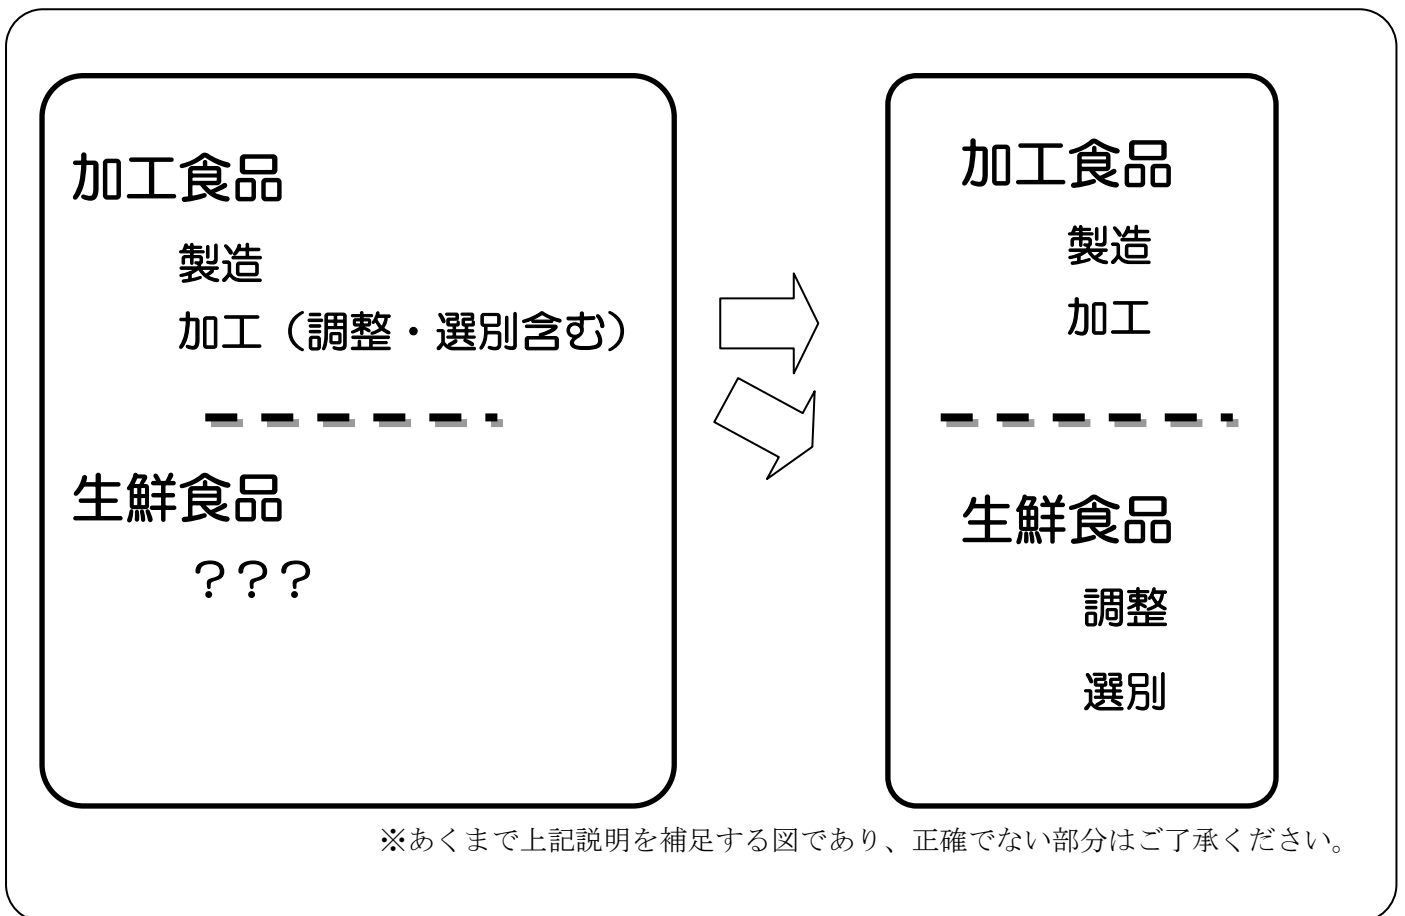 加工食品
製造
加工（調整・選別含む）
生鮮食品
？？？
加工食品
製造
加工
生鮮食品
調整
選別
※あくまで上記説明を補足する図であり、正確でない部分はご了承ください。